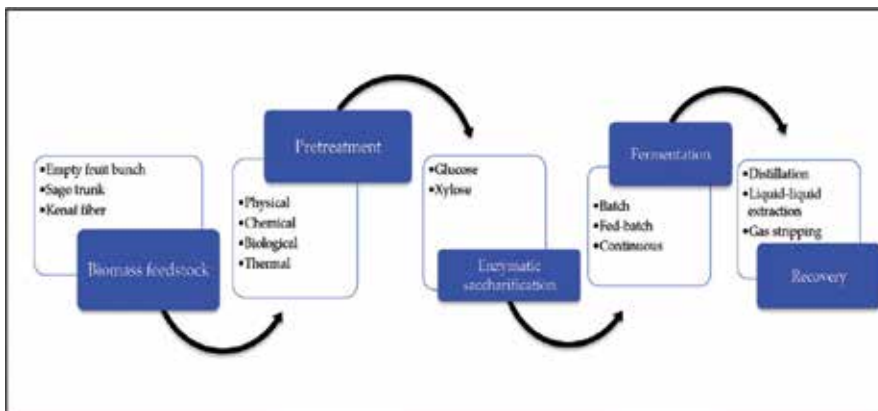 •Empty fruit bunch
•Sago trunk
•Kenaf fiber
Biomass feedstock
Pretreatment
•Physical
•Chemical
•Biological
•Thermal
•Glucose
•Xylose
Enzymatic
saccharification
Fermentation
•Batch
•Fed-batch
•Continuous
•Distillation
•Liquid-liquid
extraction
•Gas stripping
Recovery